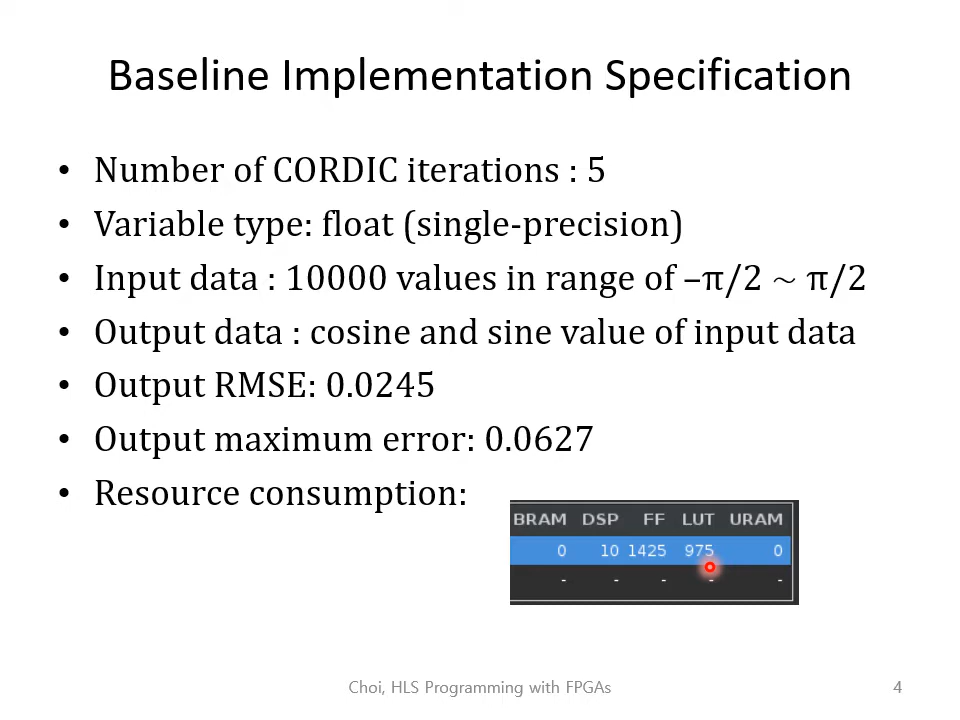 Baseline Implementation Specification
• Number of CORDIC iterations : 5
• Variable type: float (single-precision)
• Input data : 10000 values in range of –π/2 ~ π/2
• Output data : cosine and sine value of input data
• Output RMSE: 0.0245
• Output maximum error: 0.0627
• Resource consumption:
BRAM DSP FF LUT URAM
0 10 1425 975 0
- - - - -
Choi, HLS Programming with FPGAs 4